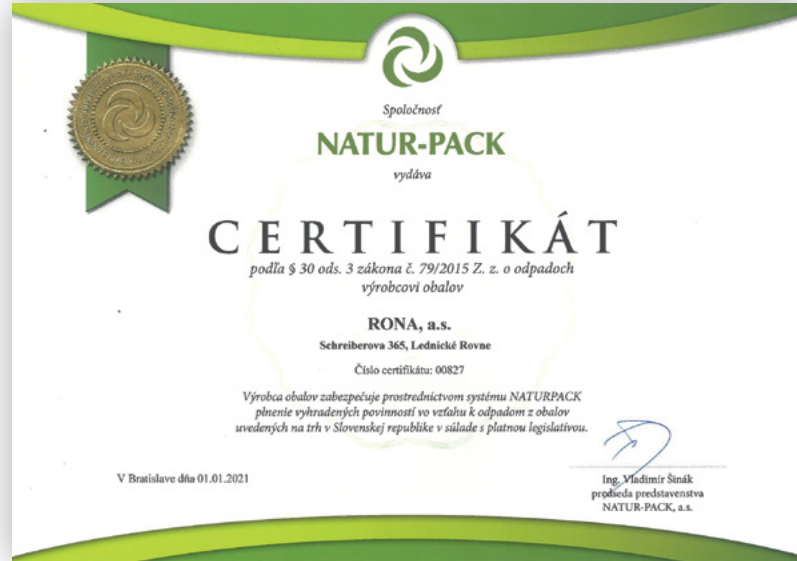 Spoločnosť
NATUR-PACK
vydáva
CERTIFIKÁT
podľa § 30 ods. 3 zákona č. 79/2015 Z. z. o odpadoch
výrobcovi obalov
RONA, a.s.
Schreiberova 365, Lednické Rovne
Číslo certifikátu: 00827
Výrobca obalov zabezpečuje prostredníctvom systému NATURPACK
plnenie vyhradených povinností vo vzťahu k odpadom z obalov
uvedených na trh v Slovenskej republike v súlade s platnou legislatívou.
V Bratislave dňa 01.01.2021
Ing. Vladimír Šinák
predseda predstavenstva
NATUR-PACK, a.s.